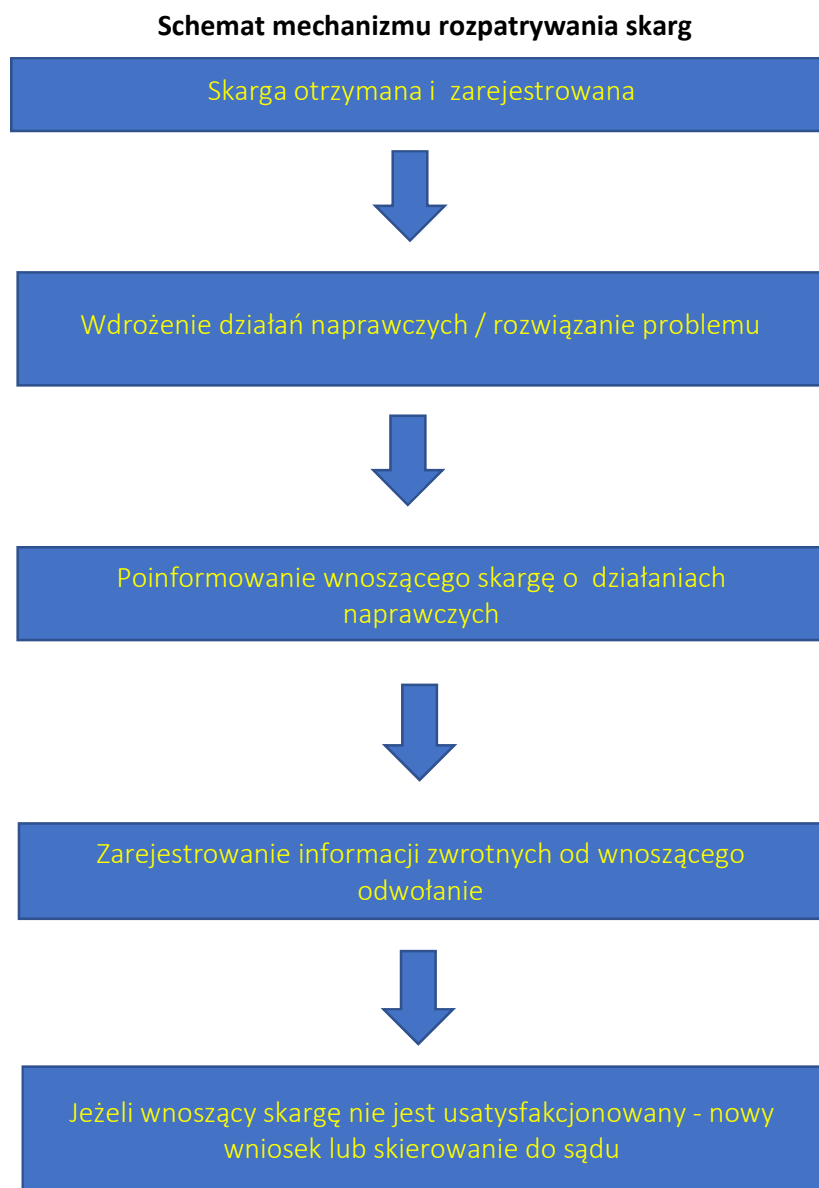 Schemat mechanizmu rozpatrywania skarg
Skarga otrzymana i  zarejestrowana
Wdrożenie działań naprawczych / rozwiązanie problemu
Poinformowanie wnoszącego skargę o  działaniach
naprawczych
Zarejestrowanie informacji zwrotnych od wnoszącego
odwołanie
Jeżeli wnoszący skargę nie jest usatysfakcjonowany - nowy
wniosek lub skierowanie do sądu